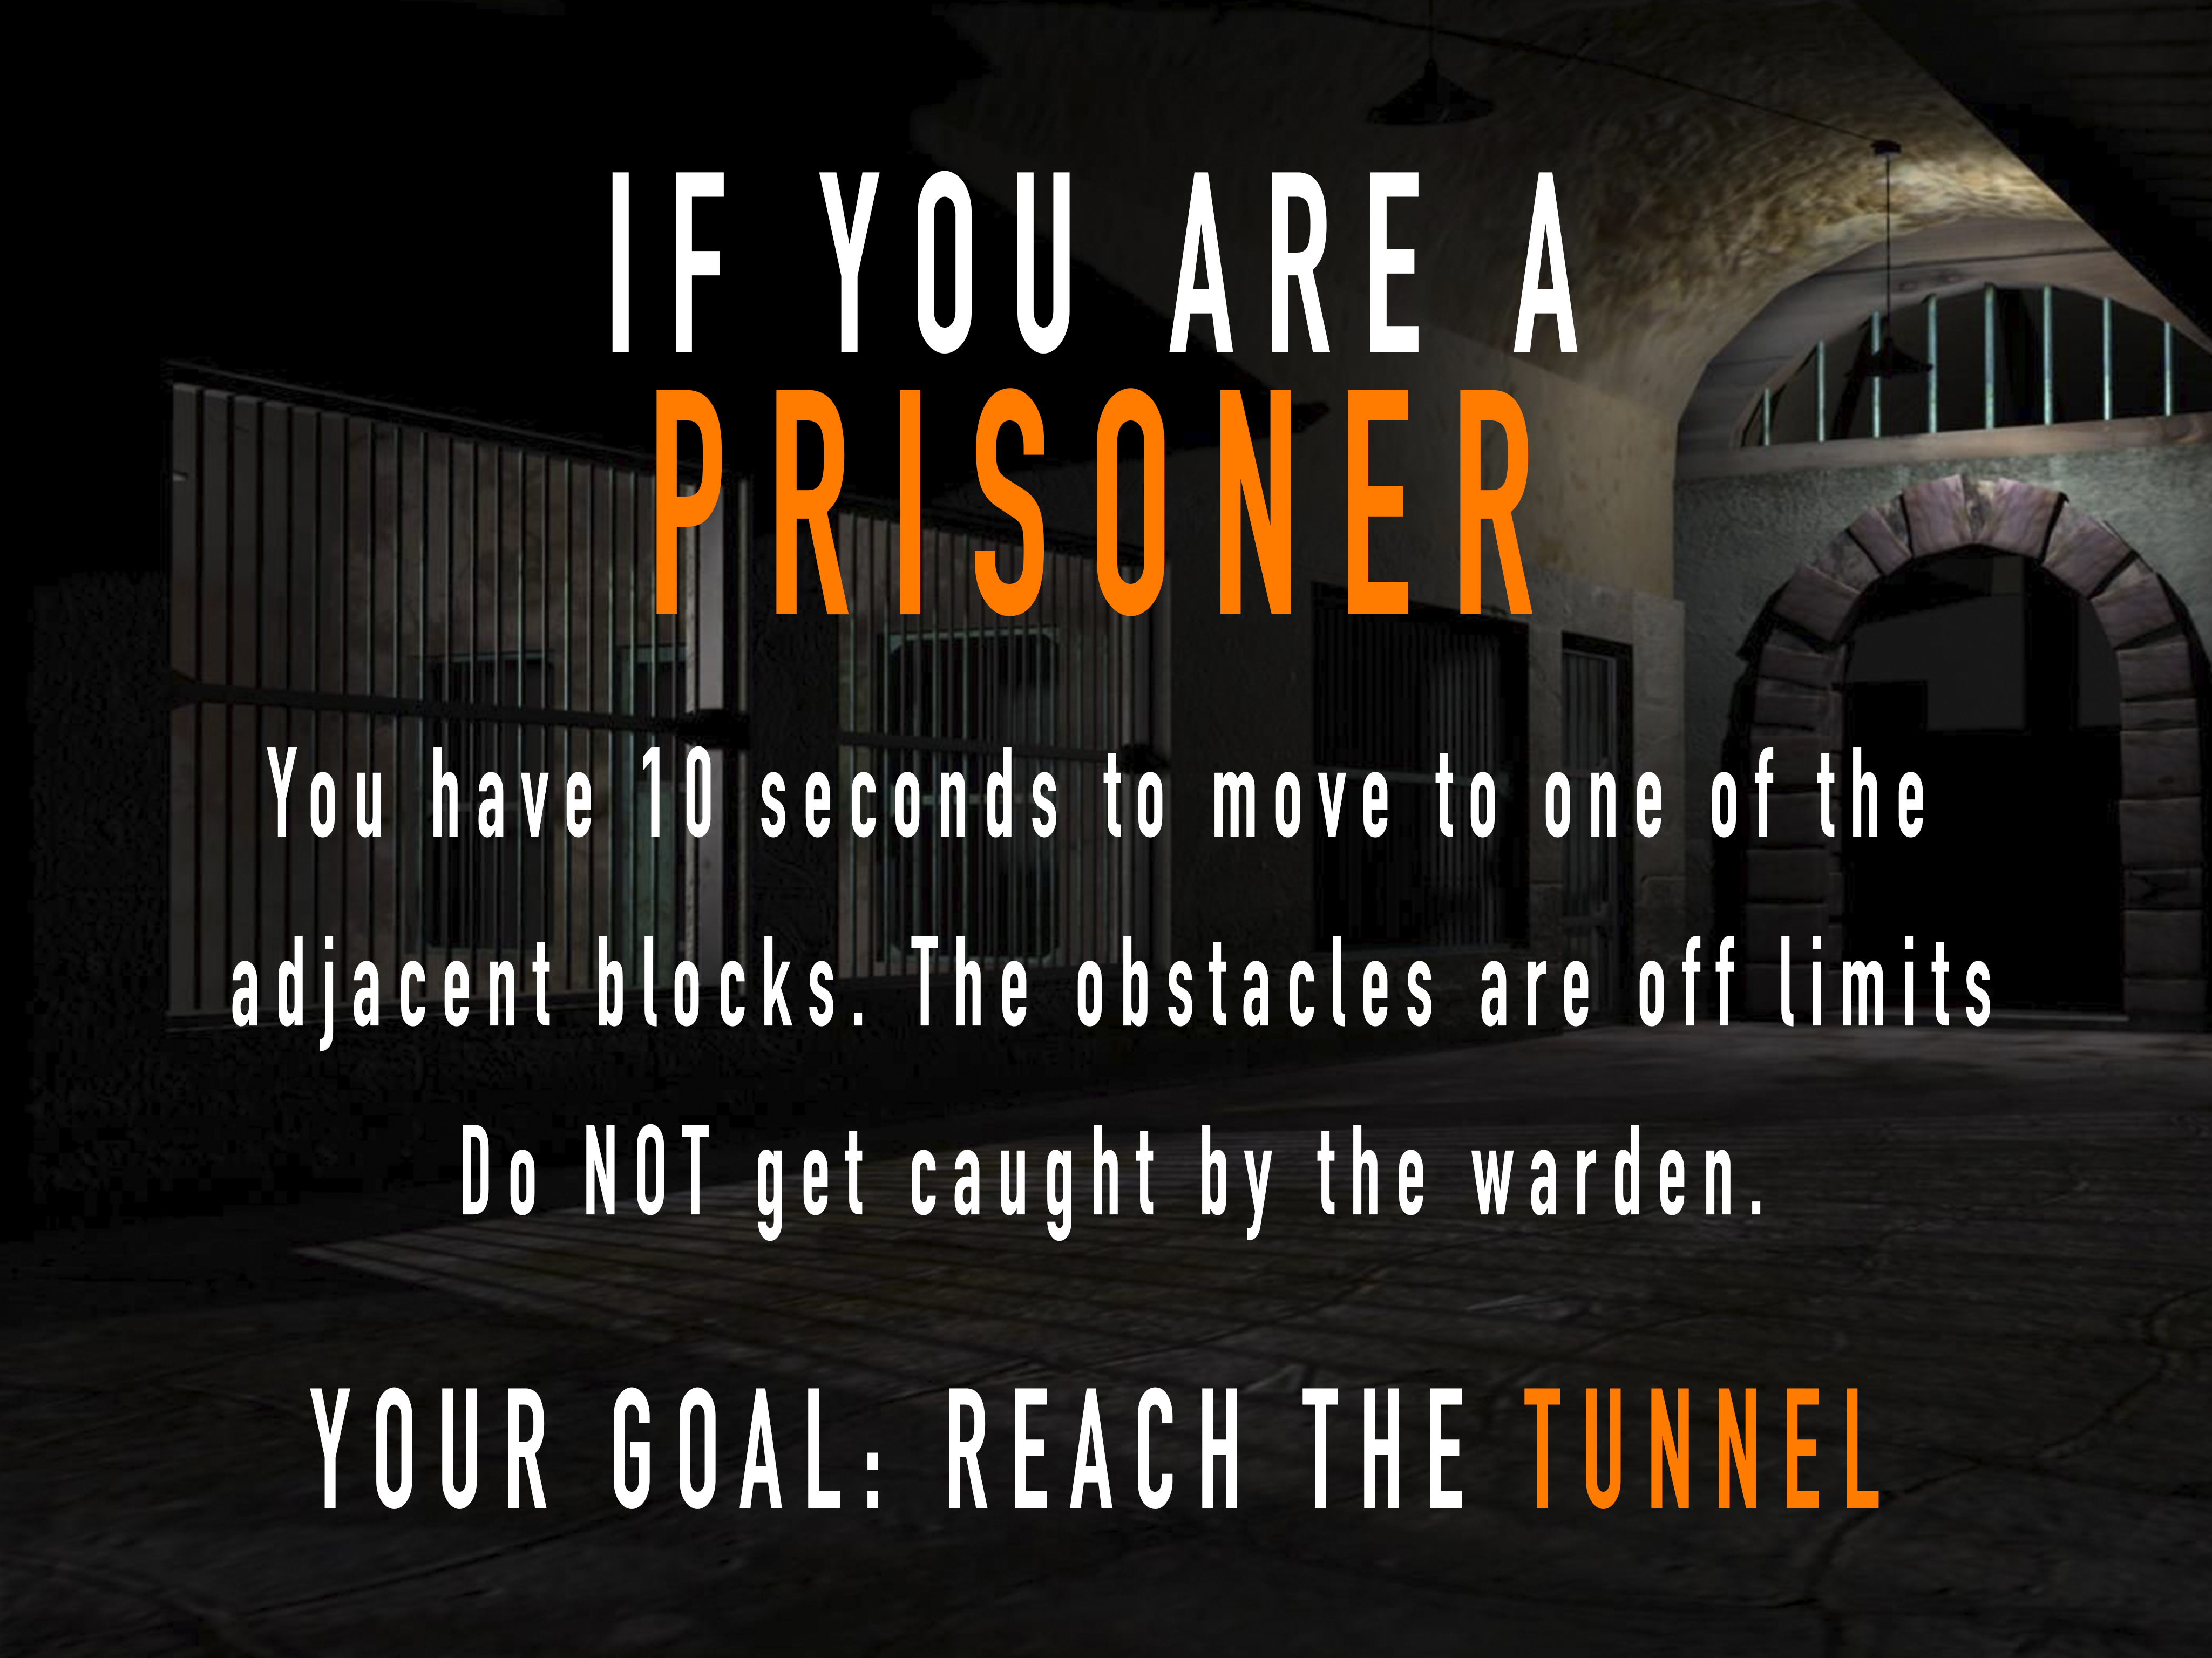 IF YOU ARE A
PRISONER
You have 10 seconds to move to one of the
adjacent blocks. The obstacles are off limits
Do NOT get caught by the warden.
YOUR GOAL: REACH THE TUNNEL